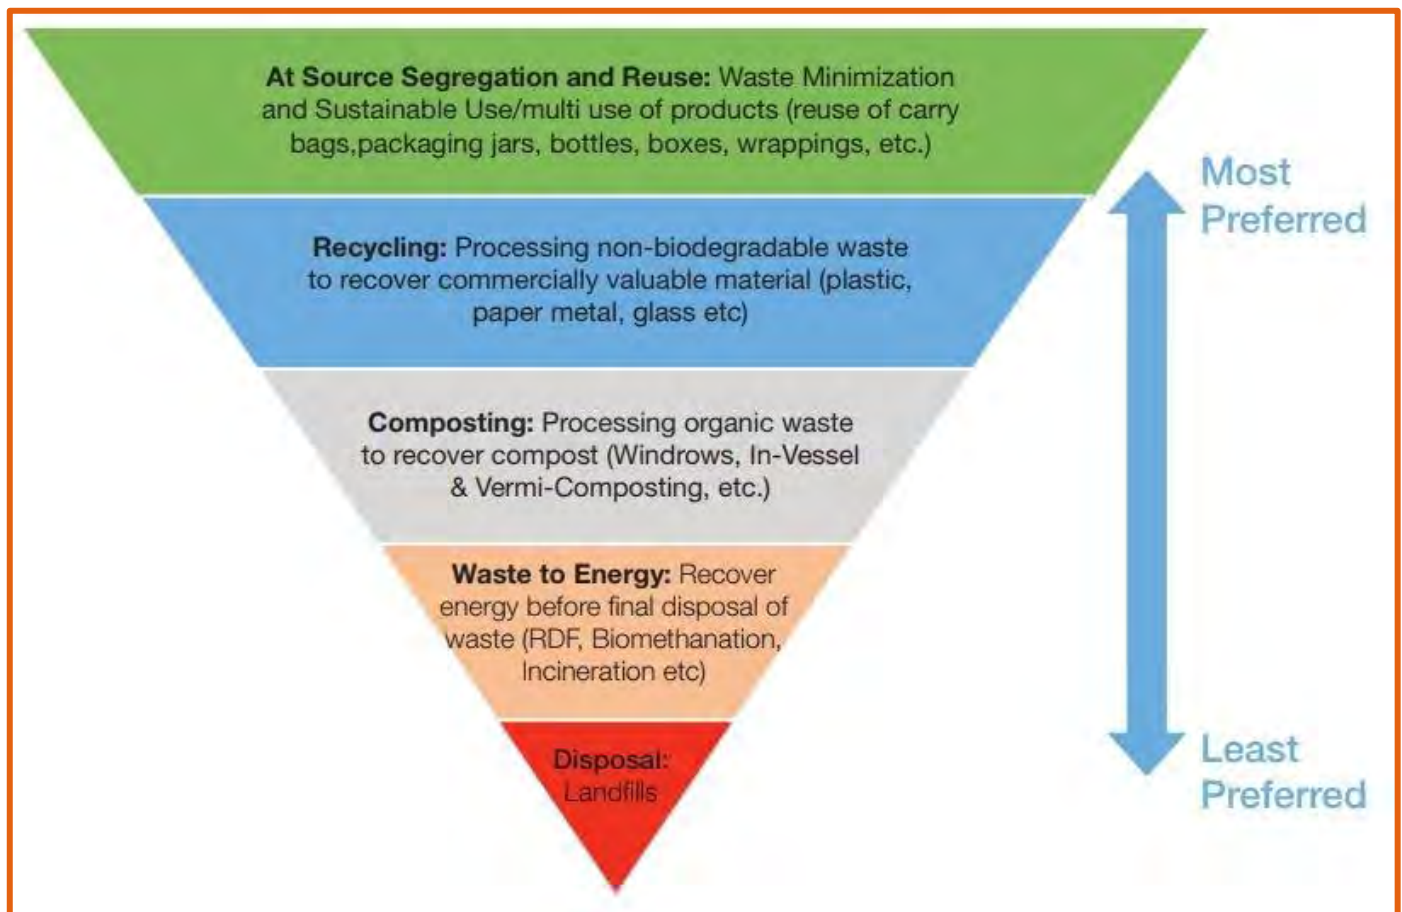 At Source Segregation and Reuse: Waste Minimization
and Sustainable Use/multi use of products (reuse of carry
bags,packaging jars, bottles, boxes, wrappings, etc.)
Most
Preferred
Recycling: Processing non-biodegradable waste
to recover commercially valuable material (plastic,
paper metal, glass etc)
Composting: Processing organic waste
to recover compost (Windrows, In-Vessel
& Vermi-Composting, etc.)
Waste to Energy: Recover
energy before final disposal of
waste (RDF, Biomethanation,
Incineration etc)
Disposal:
Landfills
Least
Preferred